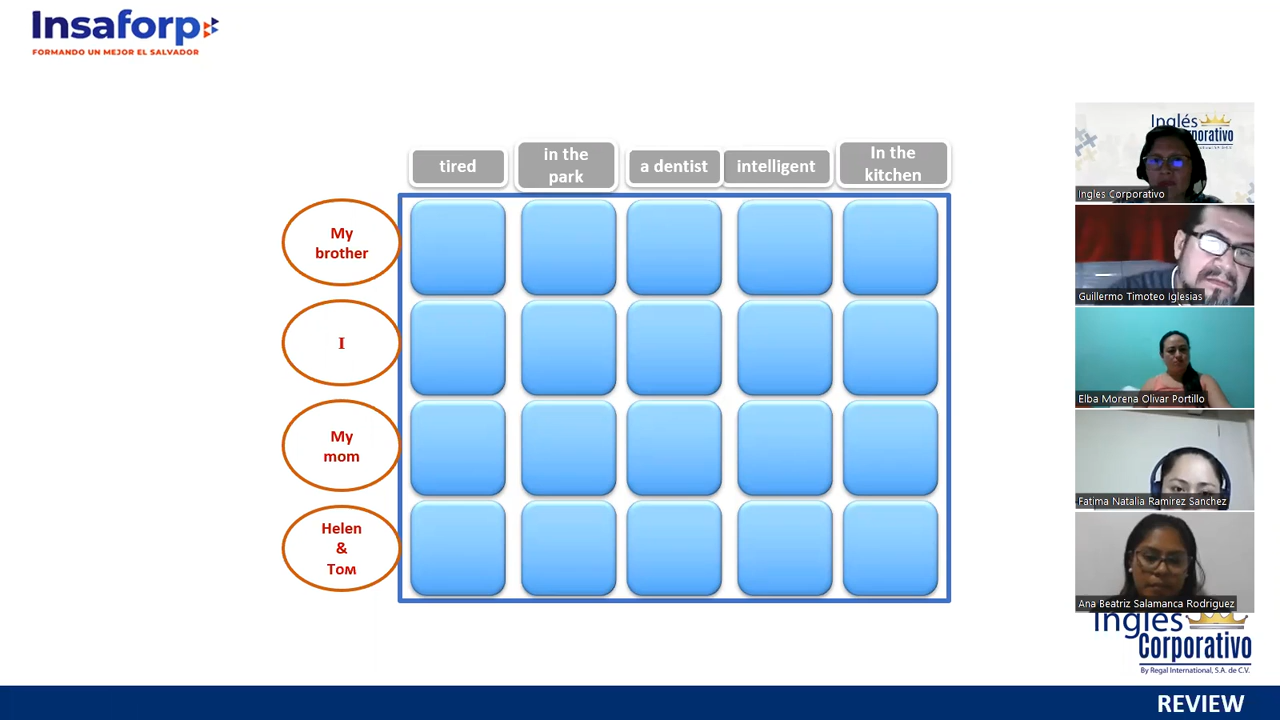 Insaforp
FORMANDO UN MEJOR EL SALVADOR
tired
in the
park
a dentist
intelligent
In the
kitchen
My
brother
I
My
mom
Helen
&
Tom
Inglés
Corporativo
Ingles Corporativo
Guillermo Timoteo Iglesias
Elba Morena Olivar Portillo
Fatima Natalia Ramirez Sanchez
Ana Beatriz Salamanca Rodriguez
Inglés
Corporativo
By Regal International, S.A. de C.V.
REVIEW